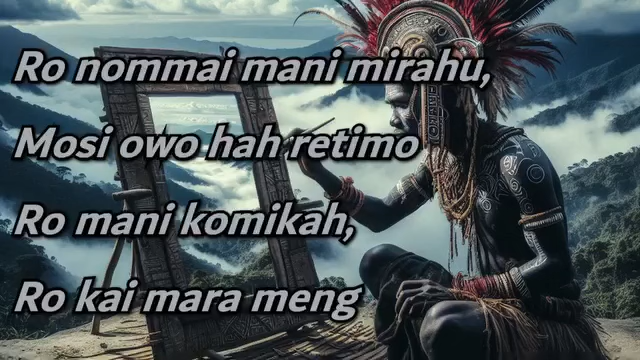 Ro nommai mani mirahu,
Mosi owo hah retimo
Ro mani komikah,
Ro kai mara meng